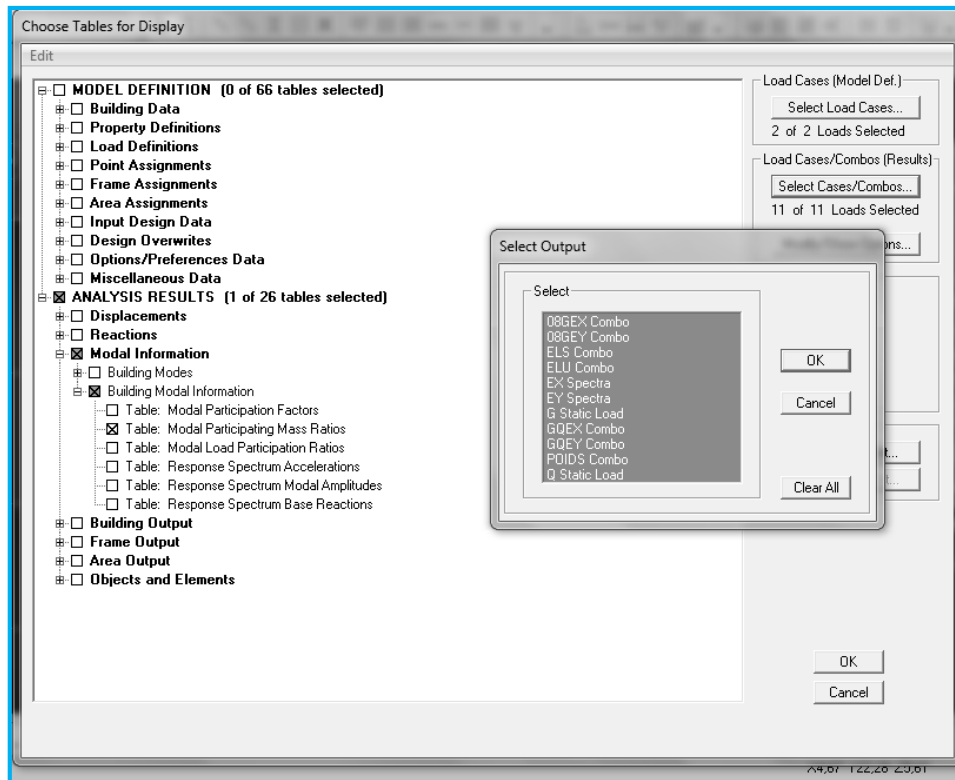 Choose Tables for Display
Edit
MODEL DEFINITION (0 of 66 tables selected)
Building Data
Property Definitions
Load Definitions
Point Assignments
Frame Assignments
Area Assignments
Input Design Data
Design Overwrites
Options/Preferences Data
Miscellaneous Data
ANALYSIS RESULTS (1 of 26 tables selected)
Displacements
Reactions
Modal Information
Building Modes
Building Modal Information
Table: Modal Participation Factors
Table: Modal Participating Mass Ratios
Table: Modal Load Participation Ratios
Table: Response Spectrum Accelerations
Table: Response Spectrum Modal Amplitudes
Table: Response Spectrum Base Reactions
Building Output
Frame Output
Area Output
Objects and Elements
Load Cases (Model Def.)
Select Load Cases...
2 of 2 Loads Selected
Load Cases/Combos (Results)
Select Cases/Combos...
11 of 11 Loads Selected
Select Output
Select
08GEX Combo
08GEY Combo
ELS Combo
ELU Combo
EX Spectra
EY Spectra
G Static Load
GQEX Combo
GQEY Combo
POIDS Combo
Q Static Load
OK
Cancel
Clear All
OK
Cancel